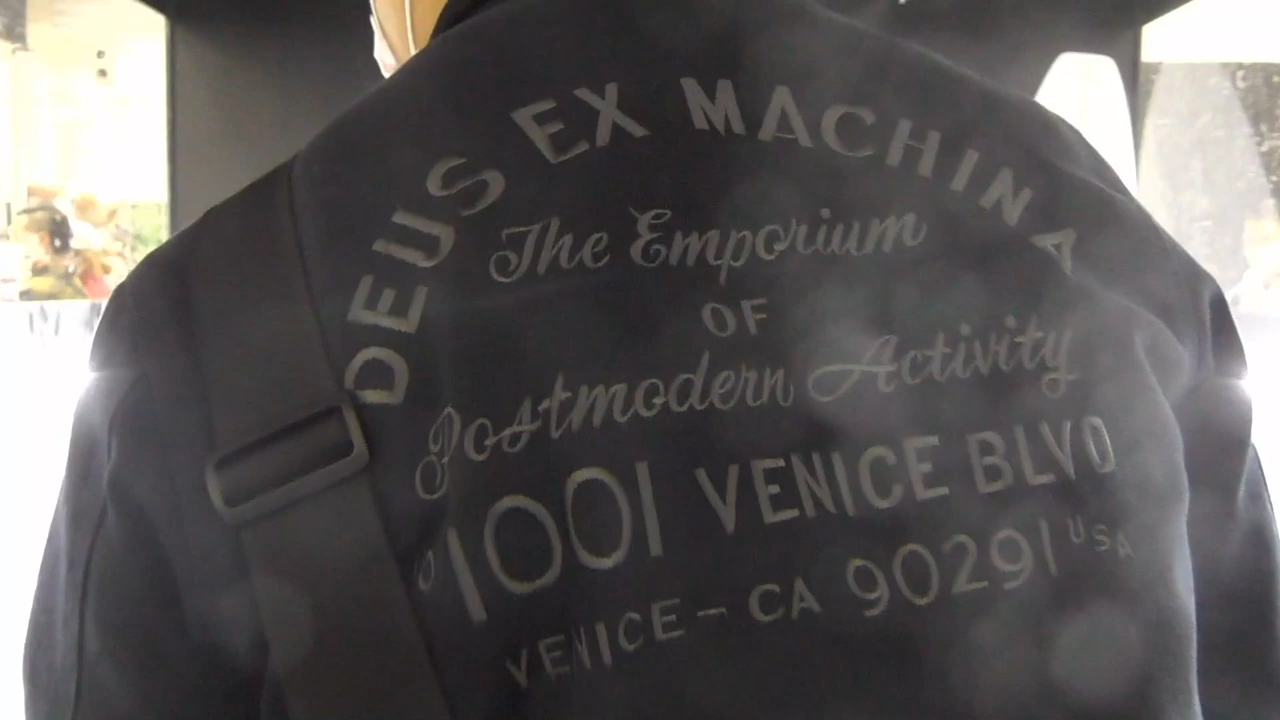 DEUS EX MACHINA
The Emporium
OF
Postmodern Activity
1001 VENICE BLVD
VENICE - CA 90291 USA